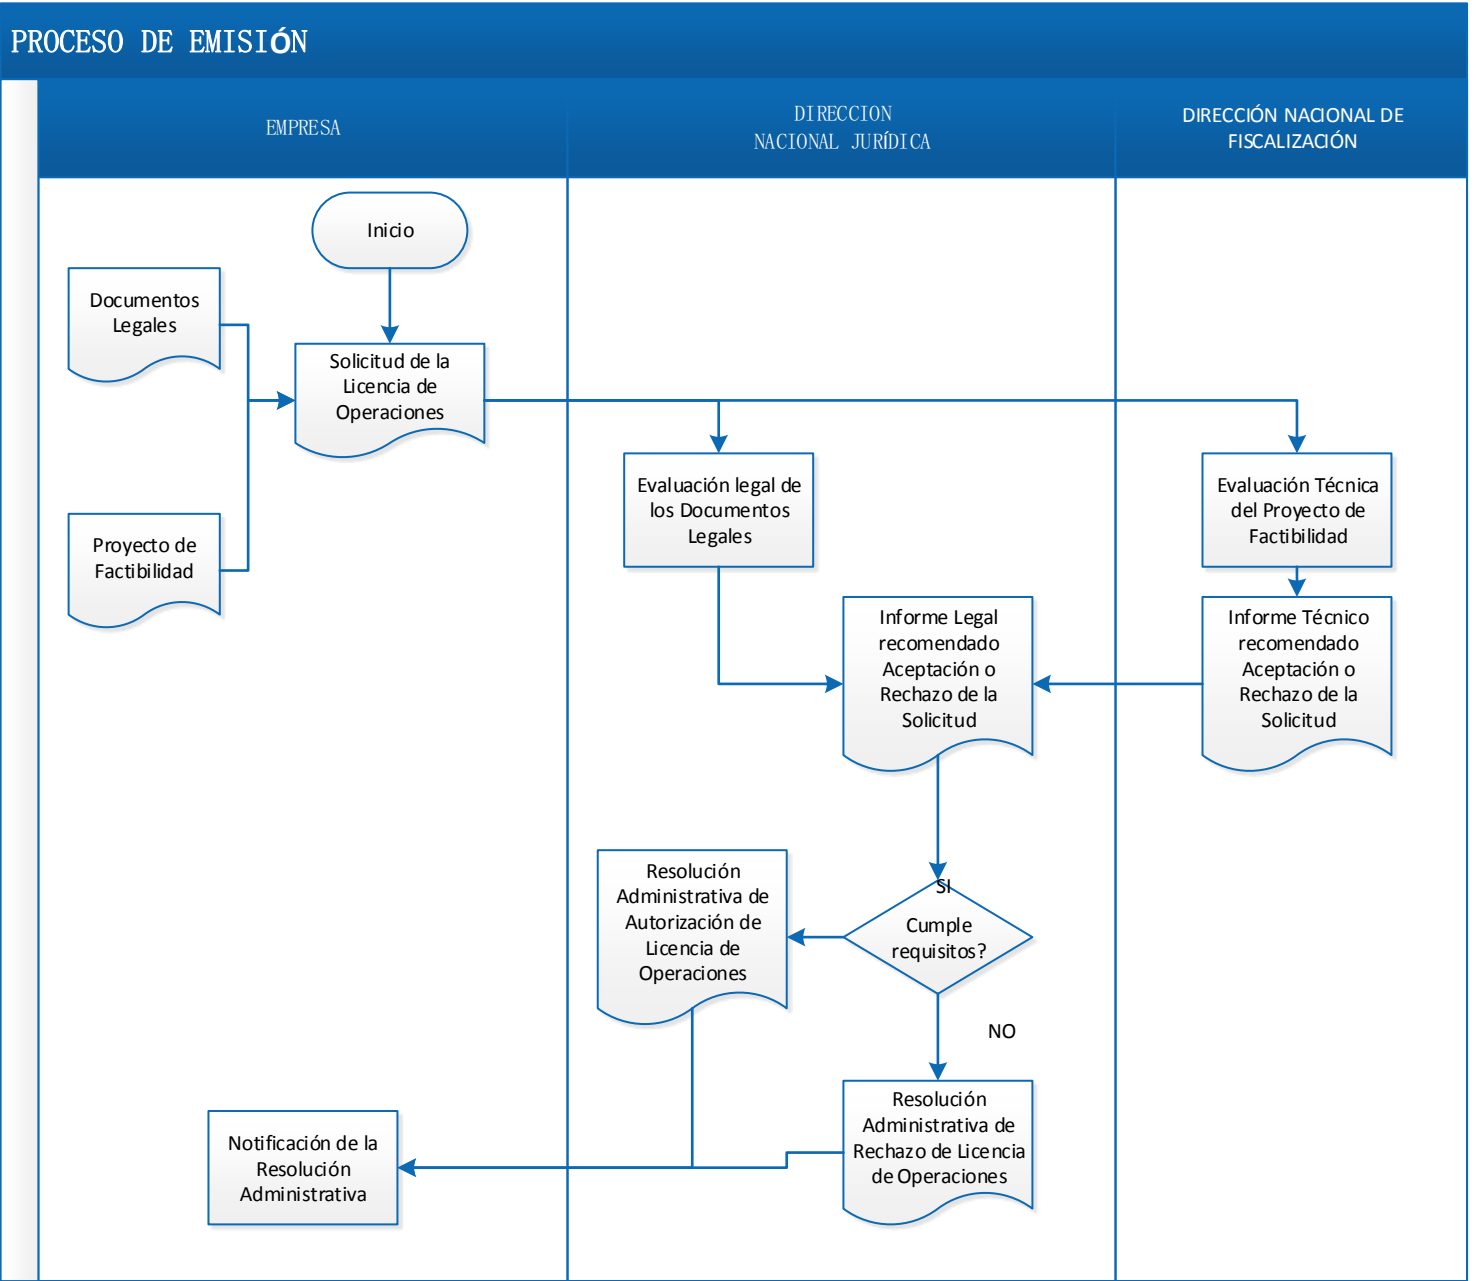 PROCESO DE EMISIÓN
EMPRESA
DIRECCION
NACIONAL JURÍDICA
DIRECCIÓN NACIONAL DE
FISCALIZACIÓN
Inicio
Documentos
Legales
Solicitud de la
Licencia de
Operaciones
Proyecto de
Factibilidad
Evaluación legal de
los Documentos
Legales
Evaluación Técnica
del Proyecto de
Factibilidad
Informe Legal
recomendado
Aceptación o
Rechazo de la
Solicitud
Informe Técnico
recomendado
Aceptación o
Rechazo de la
Solicitud
Resolución
Administrativa de
Autorización de
Licencia de
Operaciones
SI
Cumple
requisitos?
NO
Resolución
Administrativa de
Rechazo de Licencia
de Operaciones
Notificación de la
Resolución
Administrativa